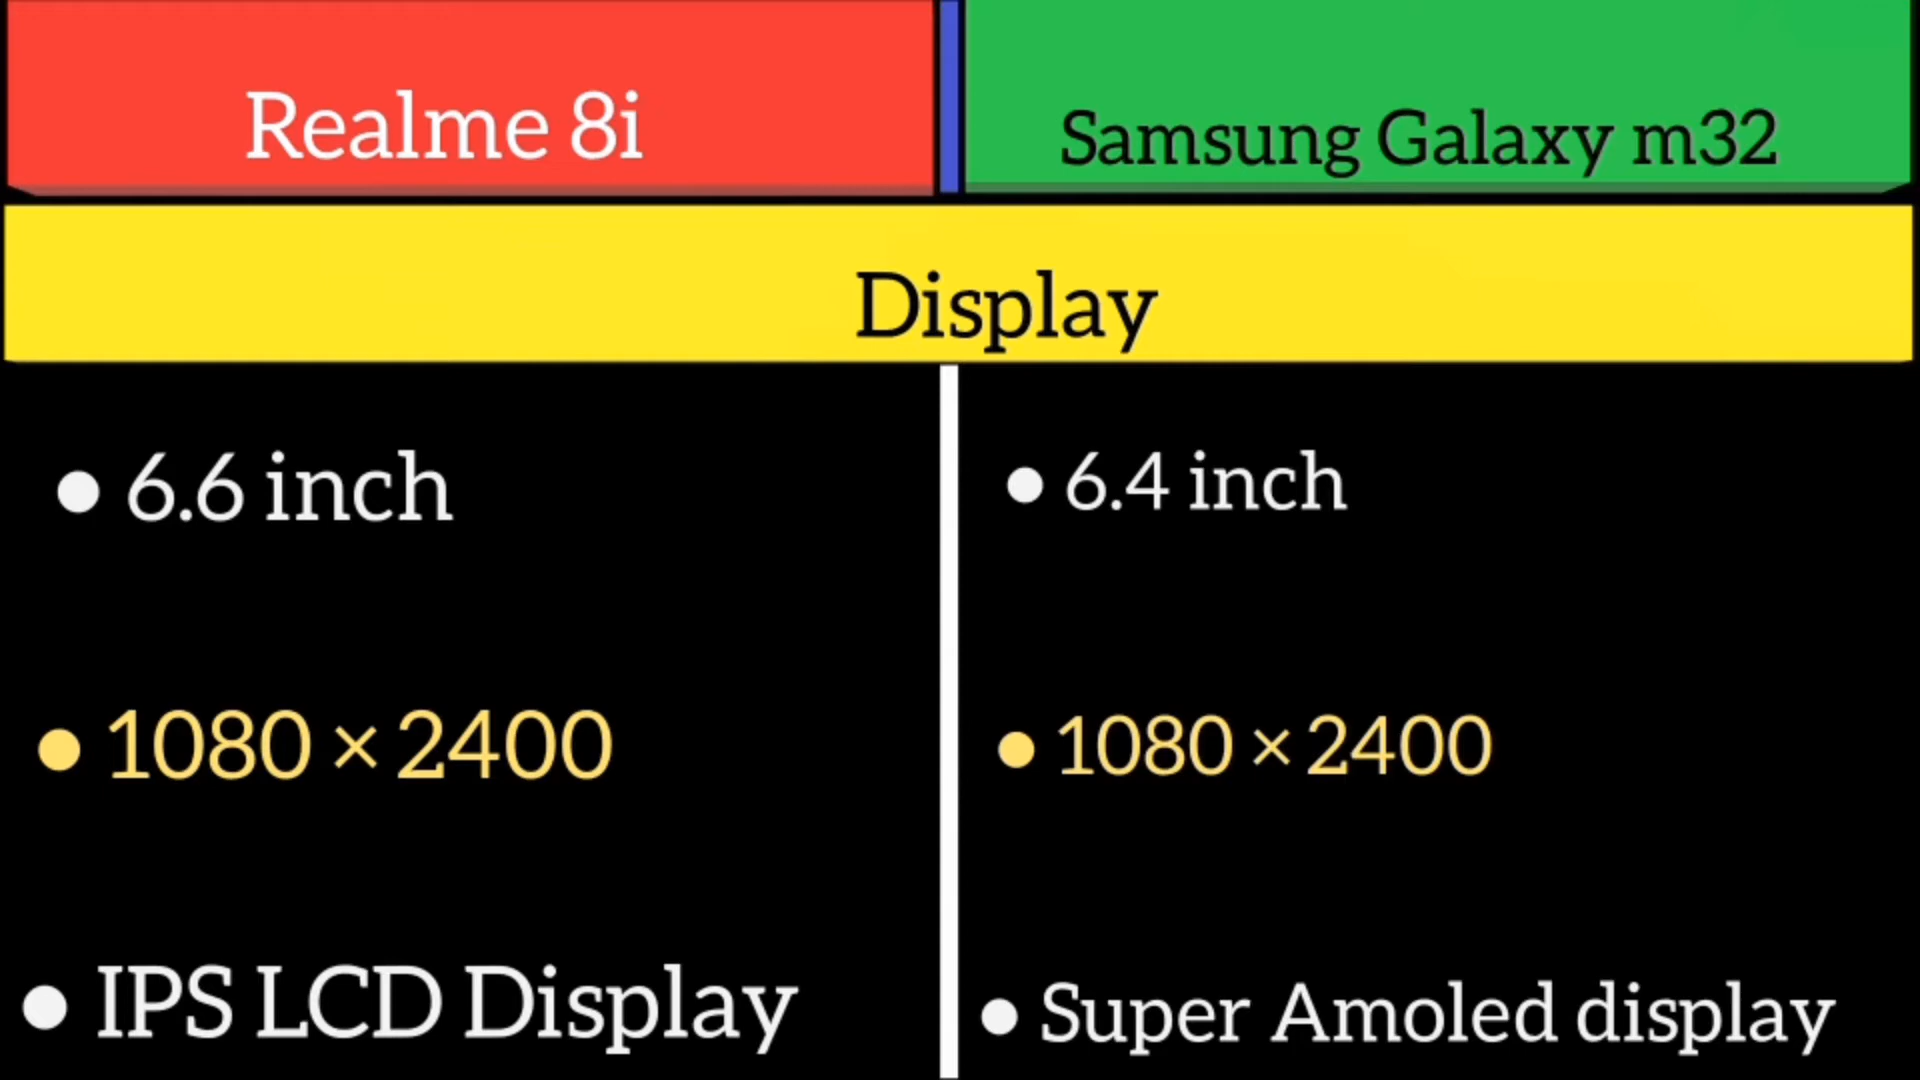 Realme 8i
Samsung Galaxy m32
Display
• 6.6 inch
• 6.4 inch
• 1080 × 2400
• 1080 × 2400
• IPS LCD Display
• Super Amoled display